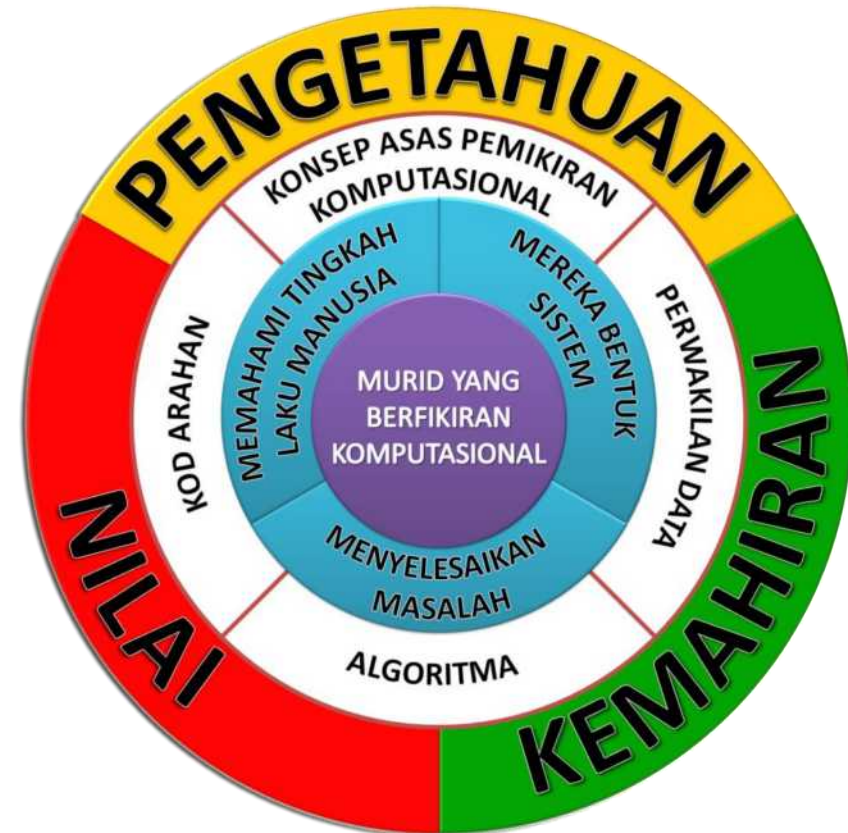 PENGETAHUAN
KONSEP ASAS PEMIKIRAN
KOMPUTASIONAL
MEMAHAMI TINGKAH
LAKU MANUSIA
MEREKA BENTUK
SISTEM
PERWAKILAN DATA
KOD ARAHAN
MURID YANG
BERFIKIRAN
KOMPUTASIONAL
MENYELESAIKAN
MASALAH
ALGORITMA
NILAI
KEMAHIRAN